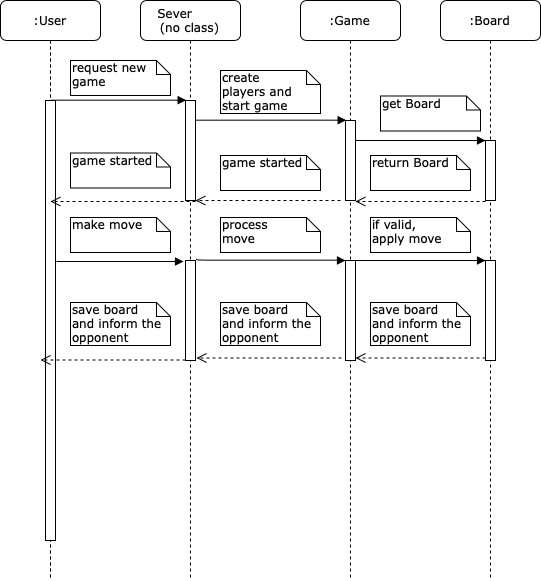 :User
Sever
(no class)
:Game
:Board
request new
game
create
players and
start game
get Board
game started
game started
return Board
make move
process
move
if valid,
apply move
save board
and inform the
opponent
save board
and inform the
opponent
save board
and inform the
opponent